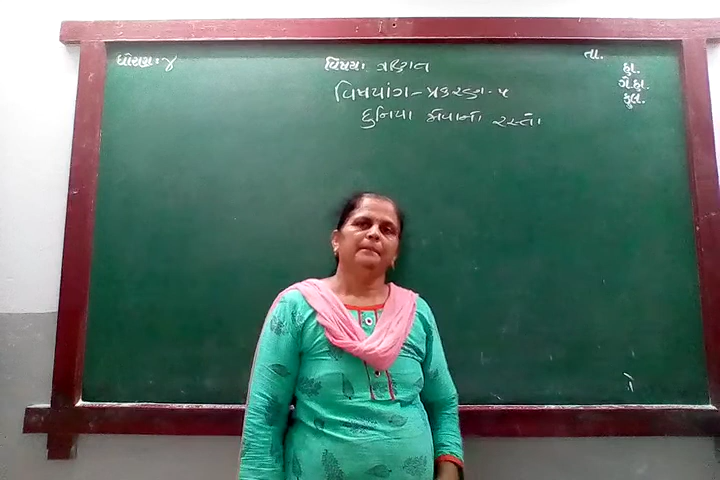 ધોરણ: ૪
વિષય: પર્યાવરણ
વિષયાંગ - પ્રકરણ - ૫
દુનિયા
રસ્તો
તા.
હા.
ગે.હા.
કુલ.